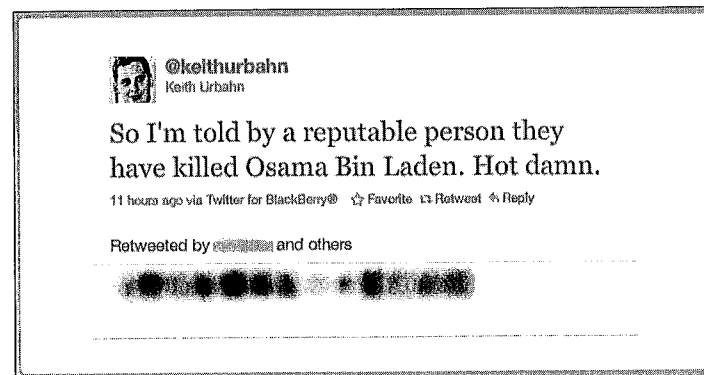 @keithurbahn
Keith Urbahn
So I'm told by a reputable person they
have killed Osama Bin Laden. Hot damn.
11 hours ago via Twitter for BlackBerry® ☆ Favorite Retweet Reply
Retweeted by and others